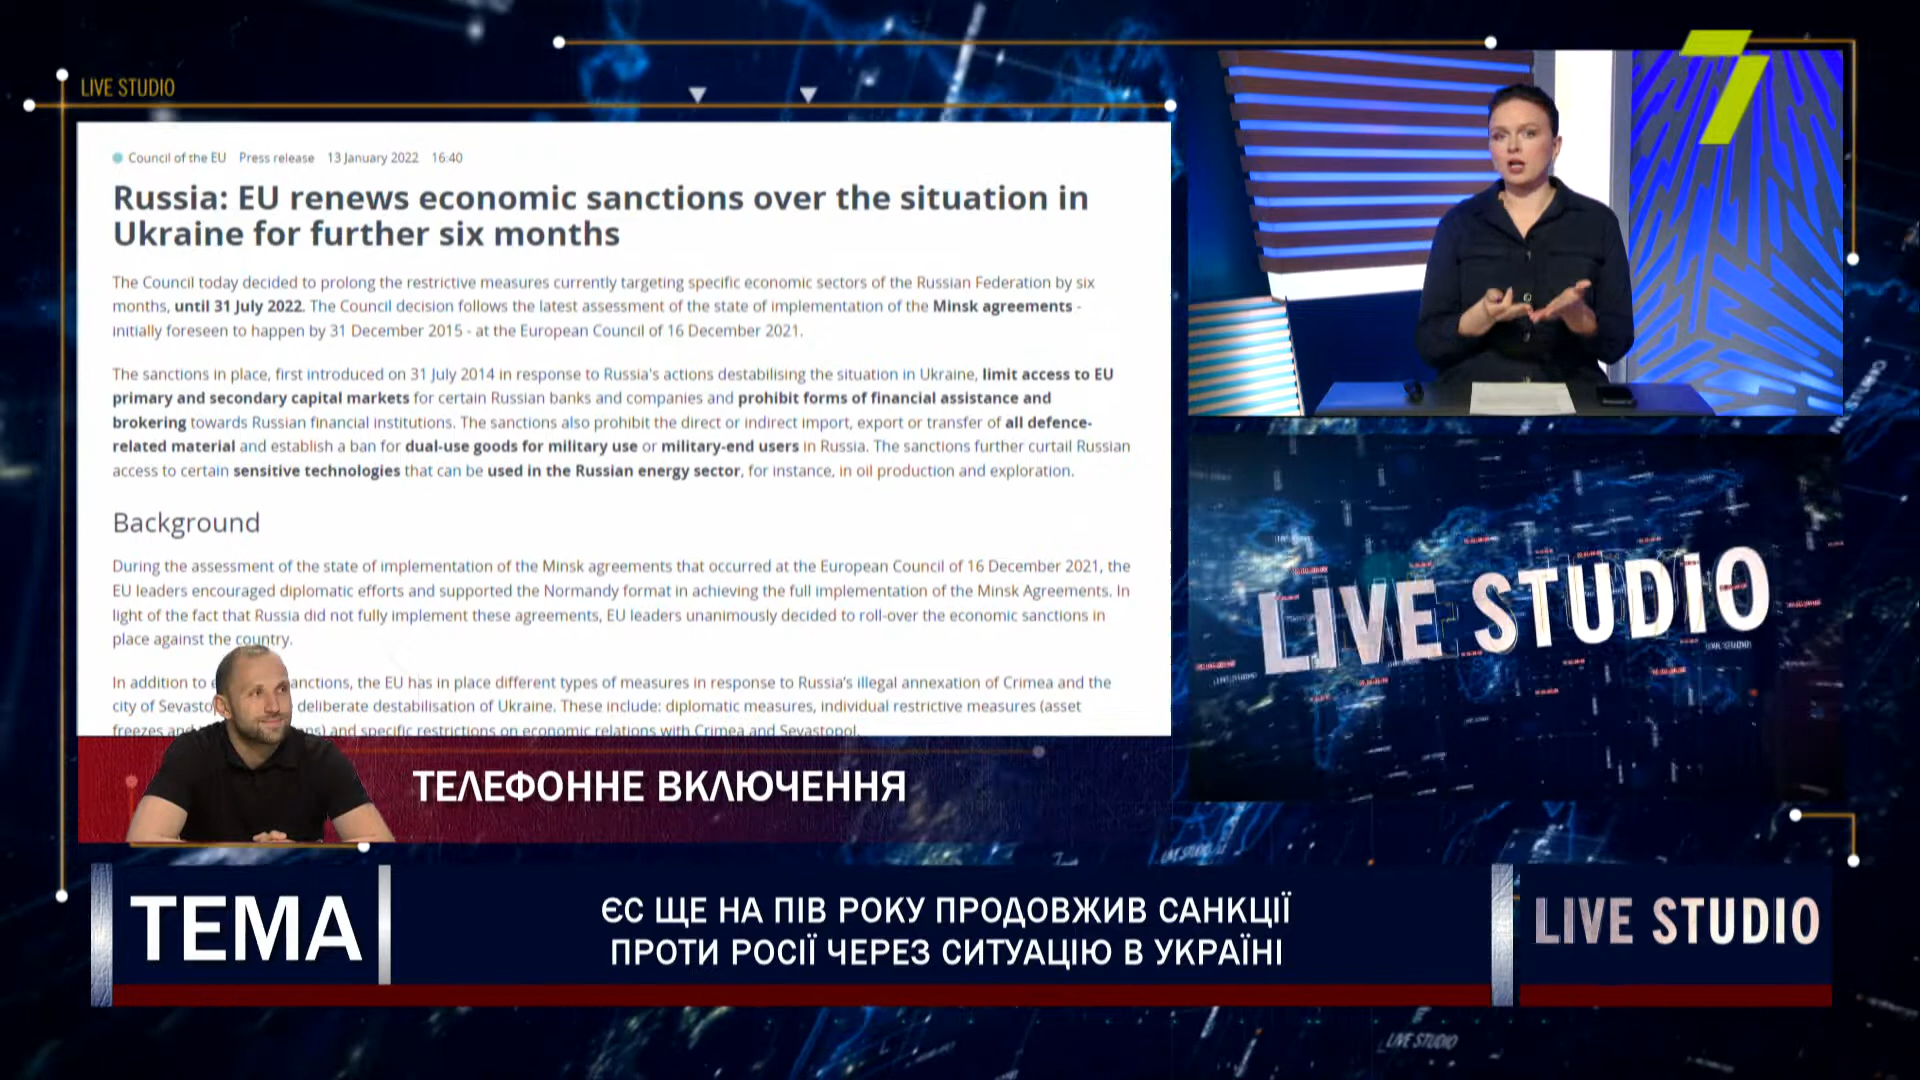 LIVE STUDIO
7
Council of the EU Press release 13 January 2022 16:40
Russia: EU renews economic sanctions over the situation in
Ukraine for further six months
The Council today decided to prolong the restrictive measures currently targeting specific economic sectors of the Russian Federation by six
months, until 31 July 2022. The Council decision follows the latest assessment of the state of implementation of the Minsk agreements -
initially foreseen to happen by 31 December 2015 - at the European Council of 16 December 2021.
The sanctions in place, first introduced on 31 July 2014 in response to Russia's actions destabilising the situation in Ukraine, limit access to EU
primary and secondary capital markets for certain Russian banks and companies and prohibit forms of financial assistance and
brokering towards Russian financial institutions. The sanctions also prohibit the direct or indirect import, export or transfer of all defence-
related material and establish a ban for dual-use goods for military use or military-end users in Russia. The sanctions further curtail Russian
access to certain sensitive technologies that can be used in the Russian energy sector, for instance, in oil production and exploration.
Background
During the assessment of the state of implementation of the Minsk agreements that occurred at the European Council of 16 December 2021, the
EU leaders encouraged diplomatic efforts and supported the Normandy format in achieving the full implementation of the Minsk Agreements. In
light of the fact that Russia did not fully implement these agreements, EU leaders unanimously decided to roll-over the economic sanctions in
place against the country.
In addition to anctions, the EU has in place different types of measures in response to Russia's illegal annexation of Crimea and the
city of Sevasto deliberate destabilisation of Ukraine. These include: diplomatic measures, individual restrictive measures (asset
freezes and ns) and specific restrictions on economic relations with Crimea and Sevastopol.
LIVE STUDIO
ТЕЛЕФОННЕ ВКЛЮЧЕННЯ
ТЕМА
ЄС ЩЕ НА ПІВ РОКУ ПРОДОВЖИВ САНКЦІЇ
ПРОТИ РОСІЇ ЧЕРЕЗ СИТУАЦІЮ В УКРАЇНІ
LIVE STUDIO
LIVE STUDIO